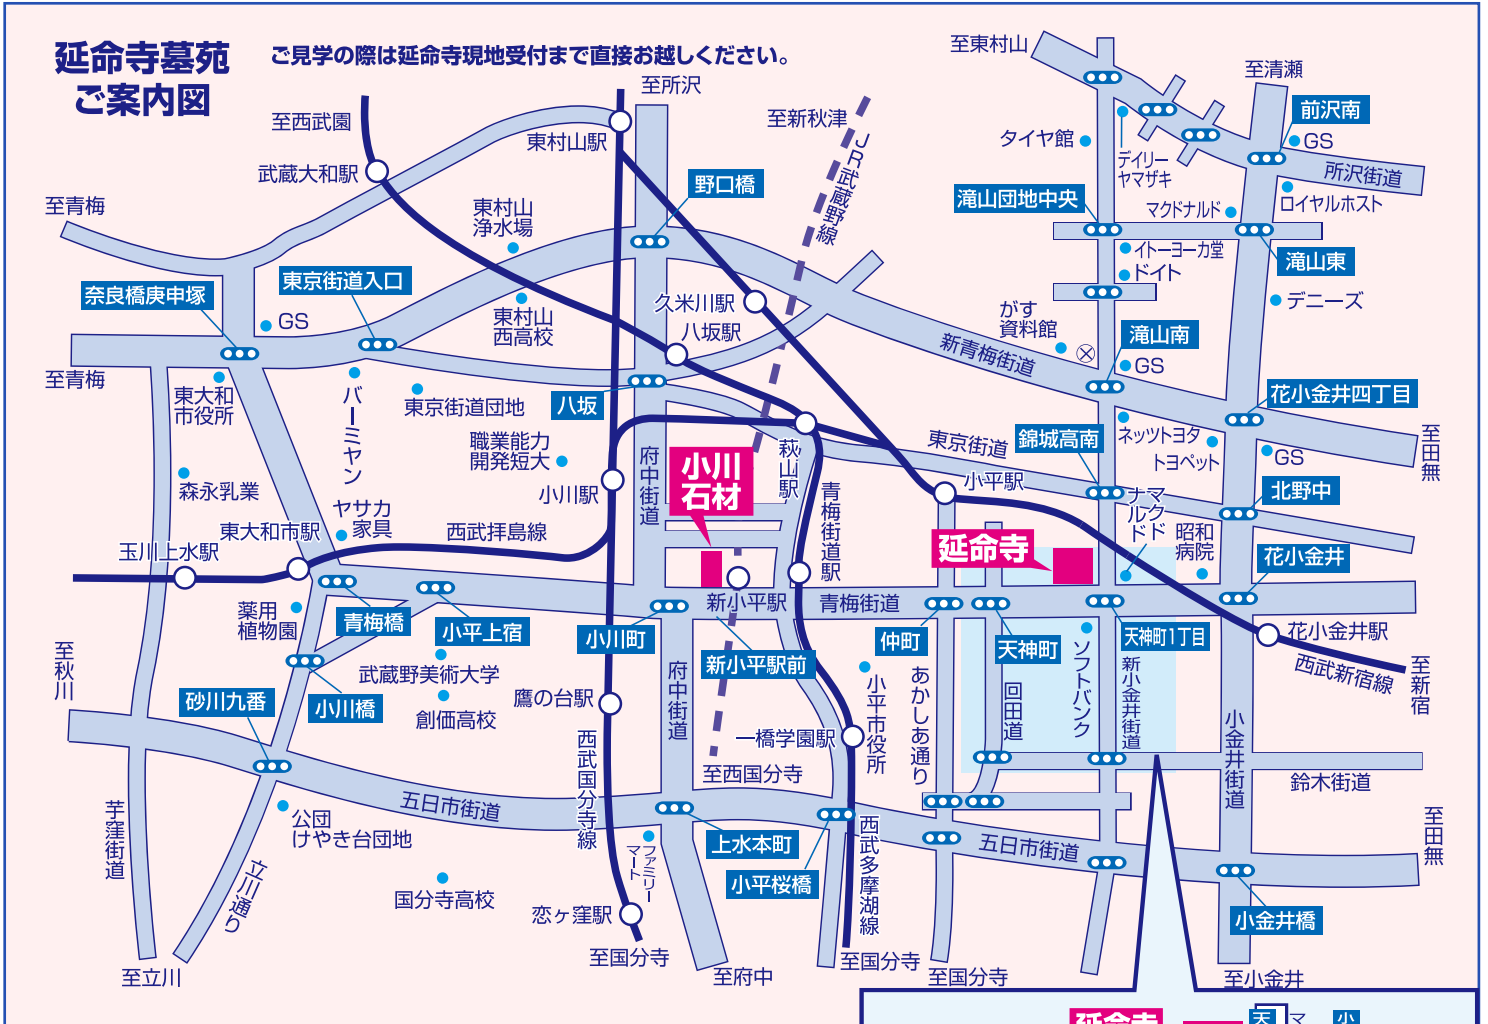 延命寺墓苑
ご案内図
ご見学の際は延命寺現地受付まで直接お越しください。
至所沢
至東村山
至清瀬
前沢南
GS
至西武園
東村山駅
至新秋津
JR武蔵野線
タイヤ館
デイリー
ヤマザキ
所沢街道
武蔵大和駅
野口橋
滝山団地中央
マクドナルド
ロイヤルホスト
至青梅
東村山
浄水場
イトーヨーカ堂
ドイト
滝山東
奈良橋庚申塚
東京街道入口
GS
東村山
西高校
久米川駅
八坂駅
がす
資料館
デニーズ
滝山南
GS
新青梅街道
至青梅
東大和
市役所
バーミヤン
東京街道団地
八坂
花小金井四丁目
ネッツトヨタ
トヨペット
至田無
職業能力
開発短大
府中街道
小川
石材
萩山駅
東京街道
錦城高南
GS
北野中
森永乳業
小川駅
青梅街道駅
小平駅
マクド
ナルド
昭和
病院
花小金井
ヤサカ
家具
東大和市駅
西武拝島線
玉川上水駅
延命寺
薬用
植物園
青梅橋
小平上宿
小川町
新小平駅
青梅街道
仲町
天神町
天神町1丁目
花小金井駅
西武新宿線
至新宿
至秋川
武蔵野美術大学
新小平駅前
府中街道
小平市役所
あかしあ通り
回田道
ソフトバンク
新小金井街道
小金井街道
砂川九番
小川橋
創価高校
鷹の台駅
西武国分寺線
一橋学園駅
至西国分寺
鈴木街道
五日市街道
公団
けやき台団地
芋窪街道
立川通り
国分寺高校
ファミリー
マート
上水本町
小平桜橋
西武多摩湖線
五日市街道
至田無
恋ヶ窪駅
小金井橋
至立川
至国分寺
至府中
至国分寺
至国分寺
至小金井
延命寺
天
マ
小